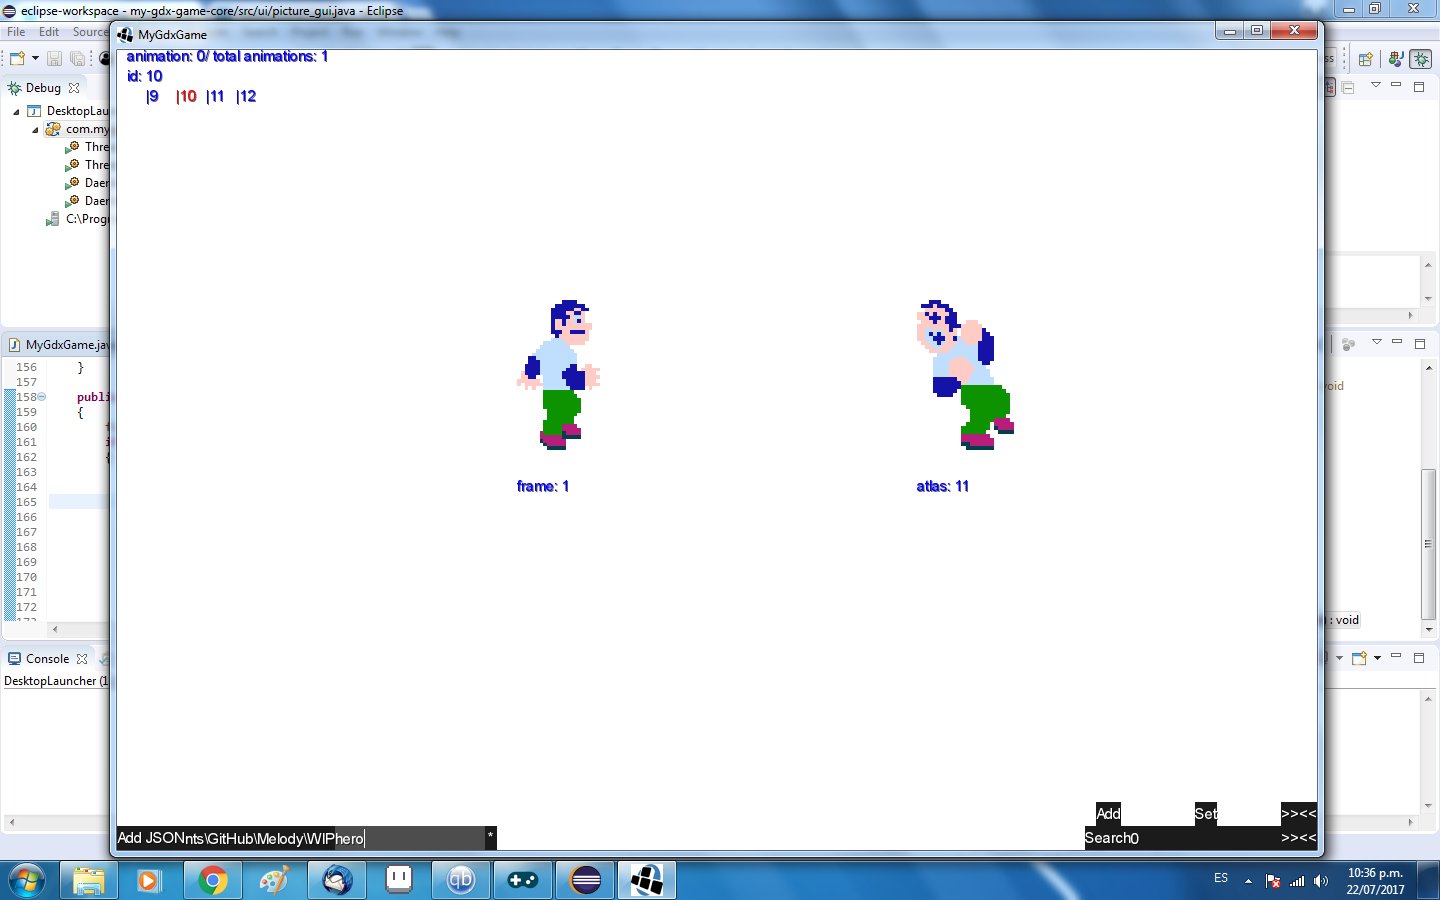 eclipse-workspace - my-gdx-game-core/src/ui/picture_gui.java - Eclipse
File Edit Source
MyGdxGame
animation: 0/ total animations: 1
id: 10
|9 |10 |11 |12
Debug
DesktopLau
com.my
Thre
Thre
Daer
Daer
C:\Progr
MyGdxGame.jav
void
156 }
157
158 publi
159 {
160
161 i
162 {
163
164
165
166
167
168
169
170
171
172
frame: 1
atlas: 11
: void
Console
DesktopLauncher (1
Add Set >><<
Add JSONnts\GitHub\Melody\WIPhero *
Search0 >><<
ES
10:36 p.m.
22/07/2017